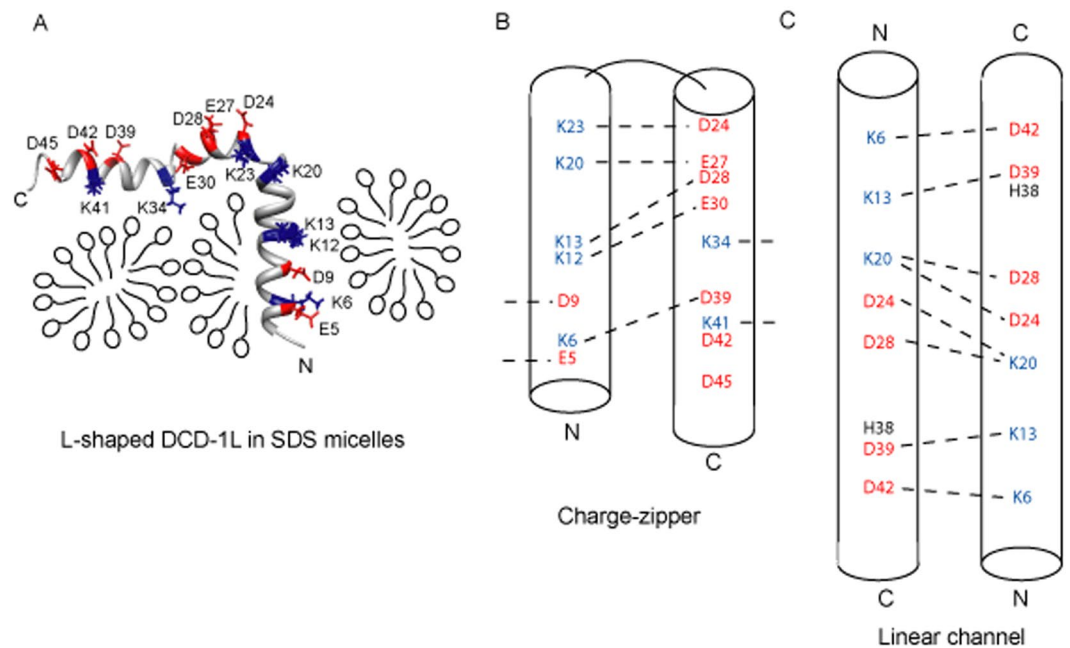 A
D45
D42
D39
D28
E27
D24
C
K41
K34
E30
K23
K20
K13
K12
D9
K6
E5
N
L-shaped DCD-1L in SDS micelles
B
K23
D24
K20
E27
D28
E30
K13
K12
K34
D9
D39
K6
K41
E5
D42
D45
N
C
Charge-zipper
C
N
C
K6
D42
K13
D39
H38
K20
D28
D24
D24
D28
K20
H38
D39
K13
D42
K6
C
N
Linear channel